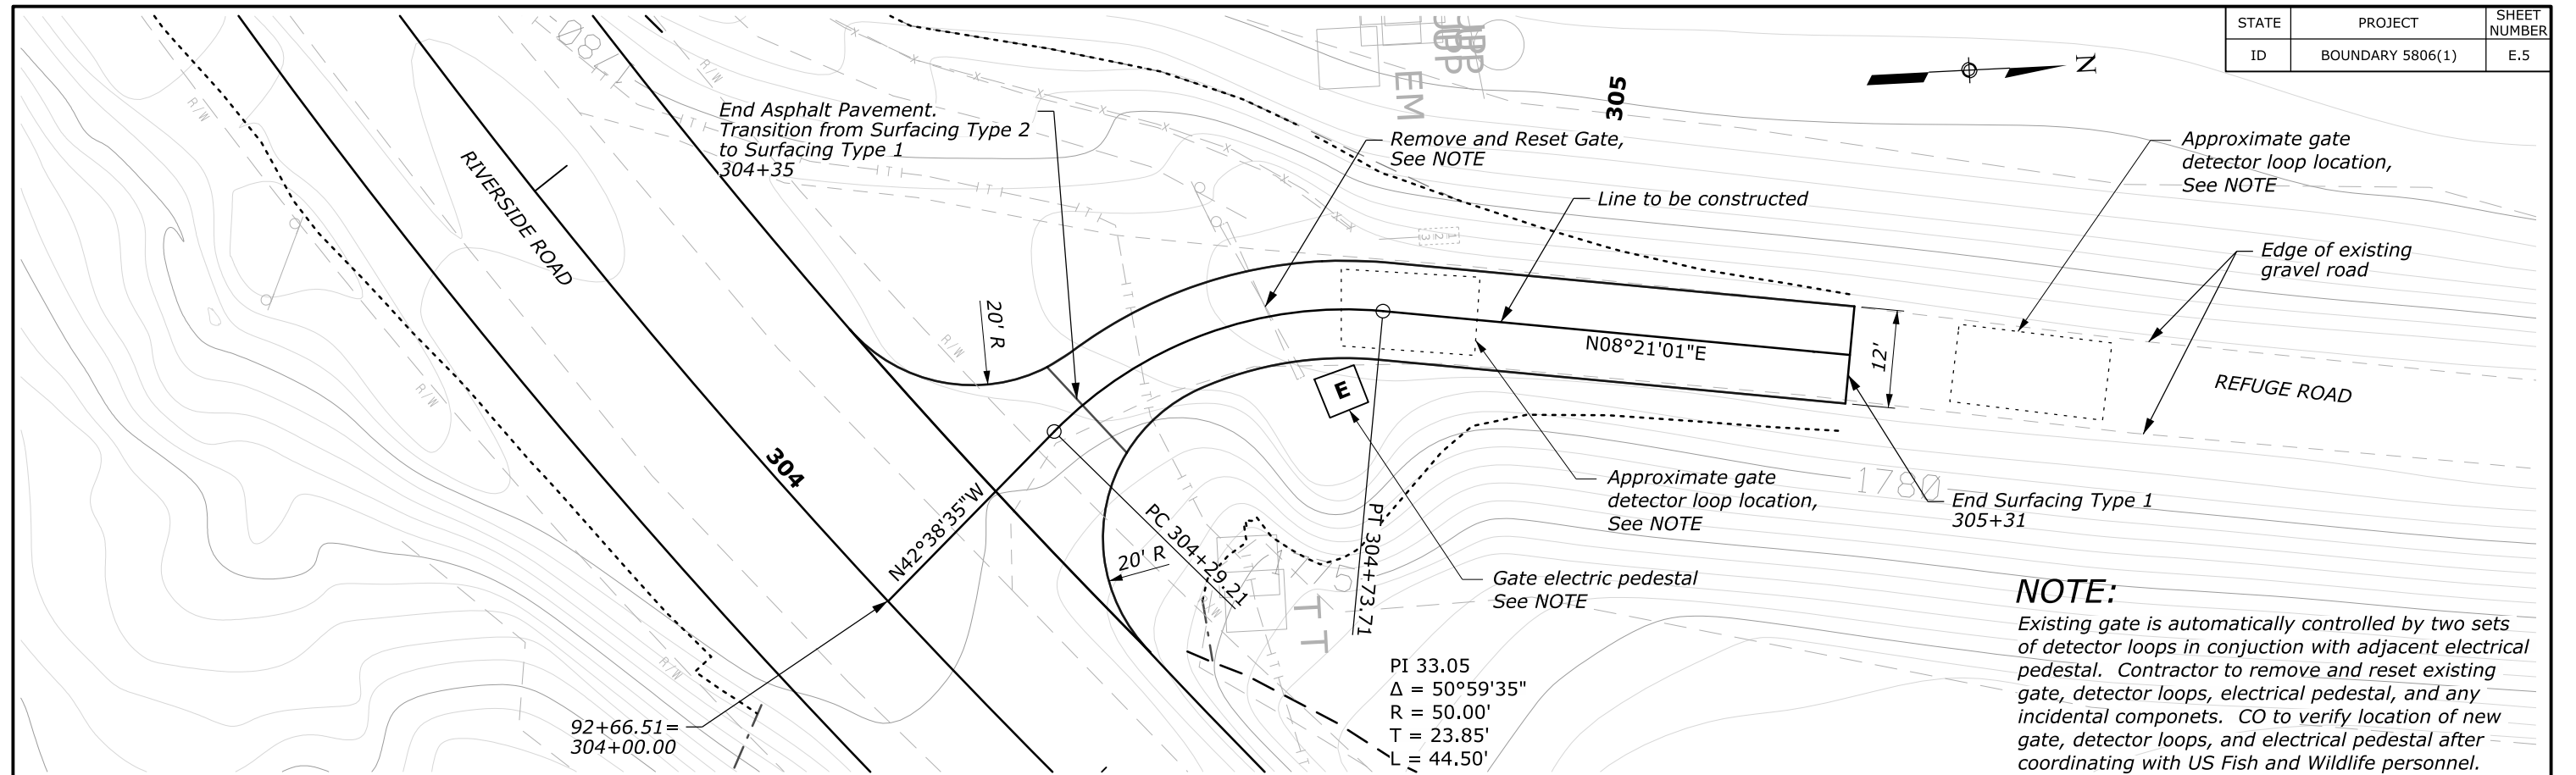 STATE
PROJECT
SHEET
NUMBER
ID
BOUNDARY 5806(1)
E.5
N
1780
EM
305
End Asphalt Pavement.
Transition from Surfacing Type 2
to Surfacing Type 1
304+35
Remove and Reset Gate,
See NOTE
Line to be constructed
Approximate gate
detector loop location,
See NOTE
Edge of existing
gravel road
RIVERSIDE ROAD
R/W
R/W
R/W
R/W
R/W
R/W
20' R
N08°21'01"E
12'
REFUGE ROAD
E
304
N42°38'35"W
PC 304+29.21
PT 304+73.71
20' R
Approximate gate
detector loop location,
See NOTE
1780
End Surfacing Type 1
305+31
Gate electric pedestal
See NOTE
TT
92+66.51=
304+00.00
PI 33.05
Δ = 50°59'35"
R = 50.00'
T = 23.85'
L = 44.50'
NOTE:
Existing gate is automatically controlled by two sets
of detector loops in conjuction with adjacent electrical
pedestal.  Contractor to remove and reset existing
gate, detector loops, electrical pedestal, and any
incidental componets.  CO to verify location of new
gate, detector loops, and electrical pedestal after
coordinating with US Fish and Wildlife personnel.